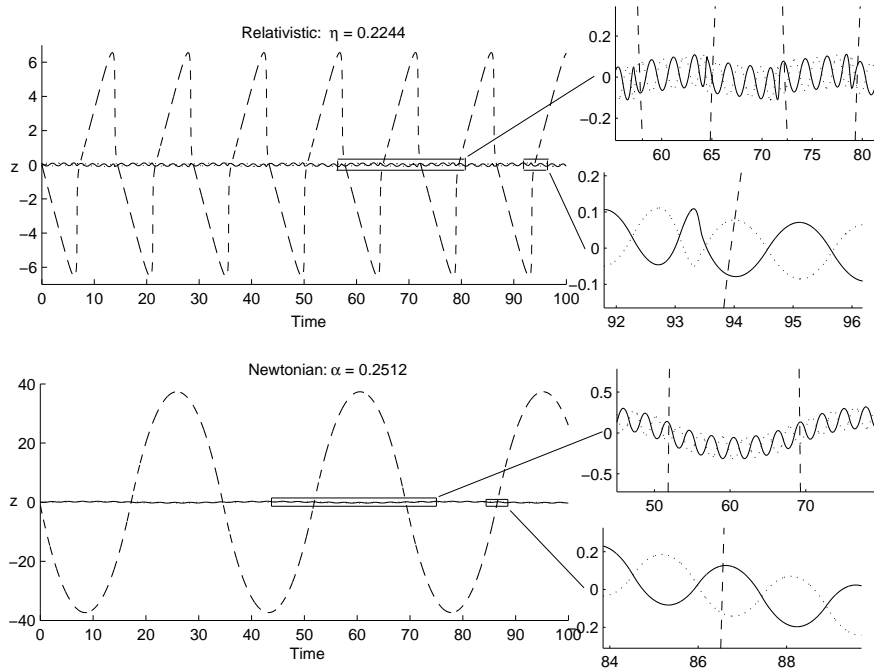 Relativistic: η = 0.2244
6
4
2
z 0
−2
−4
−6
0 10 20 30 40 50 60 70 80 90 100
Time
0.2
0
−0.2
60 65 70 75 80
0.2
0.1
0
−0.1
92 93 94 95 96
Newtonian: α = 0.2512
40
20
z 0
−20
−40
0 10 20 30 40 50 60 70 80 90 100
Time
0.5
0
−0.5
50 60 70
0.2
0
−0.2
84 86 88